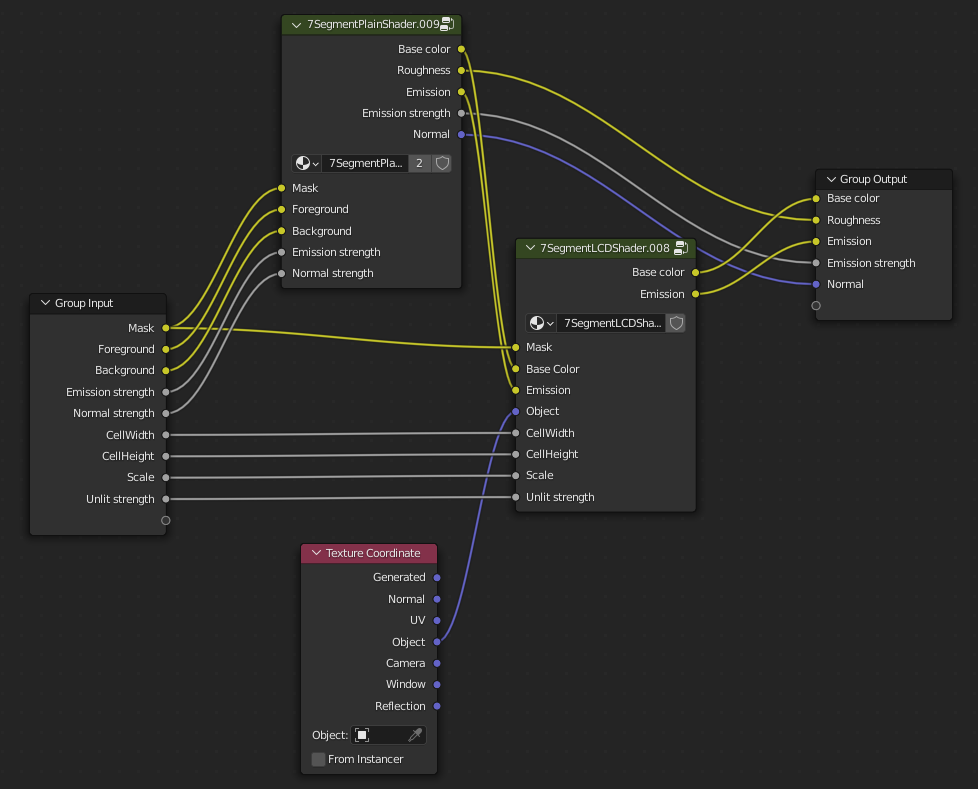 7SegmentPlainShader.009
Base color
Roughness
Emission
Emission strength
Normal
7SegmentPla...
2
Mask
Foreground
Background
Emission strength
Normal strength
Group Input
Mask
Foreground
Background
Emission strength
Normal strength
CellWidth
CellHeight
Scale
Unlit strength
7SegmentLCDShader.008
Base color
Emission
7SegmentLCDSha...
Mask
Base Color
Emission
Object
CellWidth
CellHeight
Scale
Unlit strength
Group Output
Base color
Roughness
Emission
Emission strength
Normal
Texture Coordinate
Generated
Normal
UV
Object
Camera
Window
Reflection
Object:
From Instancer